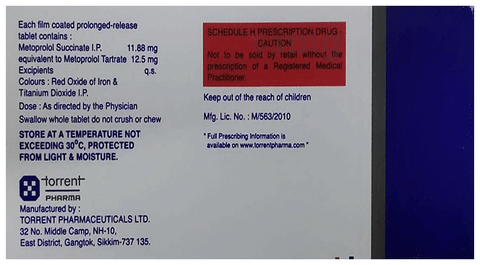 Each film coated prolonged-release
tablet contains :
Metoprolol Succinate I.P. 11.88 mg
equivalent to Metoprolol Tartrate 12.5 mg
Excipients q.s.
Colours : Red Oxide of Iron &
Titanium Dioxide I.P.
Dose : As directed by the Physician
Swallow whole tablet do not crush or chew
STORE AT A TEMPERATURE NOT
EXCEEDING 30°C, PROTECTED
FROM LIGHT & MOISTURE.
torrent
PHARMA
Manufactured by :
TORRENT PHARMACEUTICALS LTD.
32 No. Middle Camp, NH-10,
East District, Gangtok, Sikkim-737 135.
SCHEDULE H PRESCRIPTION DRUG -
CAUTION
Not to be sold by retail without the
prescription of a Registered Medical
Practitioner.
Keep out of the reach of children
Mfg. Lic. No. : M/563/2010
* Full Prescribing Information is
available on www.torrentpharma.com *